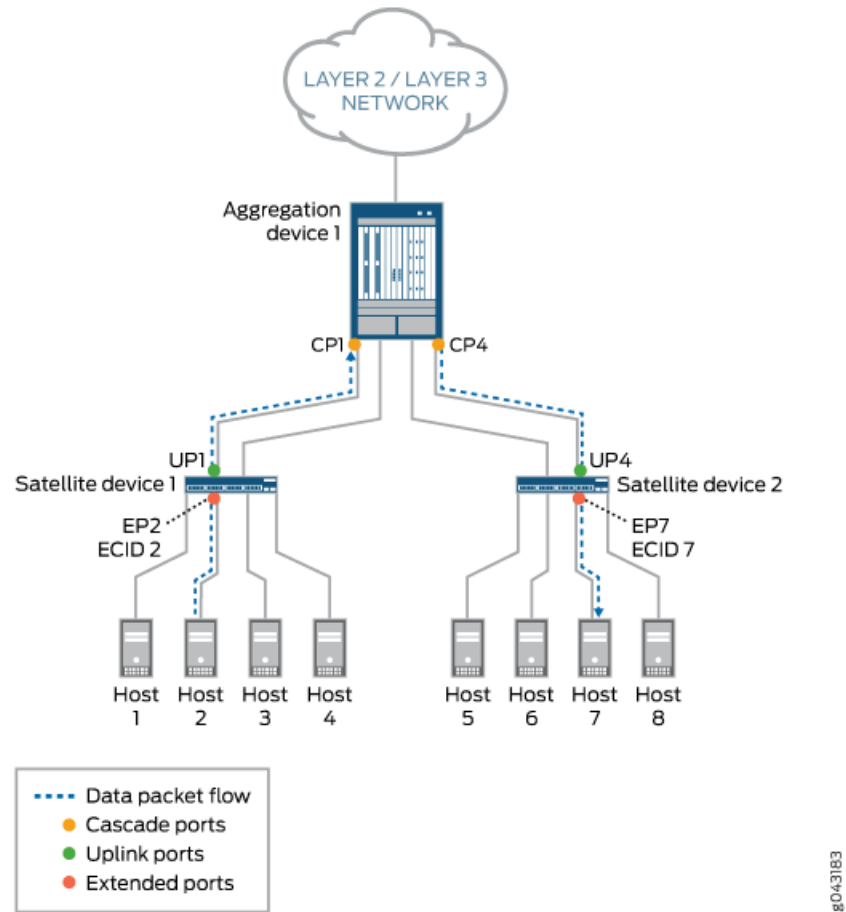 LAYER 2 / LAYER 3
NETWORK
Aggregation
device 1
CP1
CP4
UP1
UP4
Satellite device 1
Satellite device 2
EP2
ECID 2
EP7
ECID 7
Host
1
Host
2
Host
3
Host
4
Host
5
Host
6
Host
7
Host
8
Data packet flow
Cascade ports
Uplink ports
Extended ports
g043183